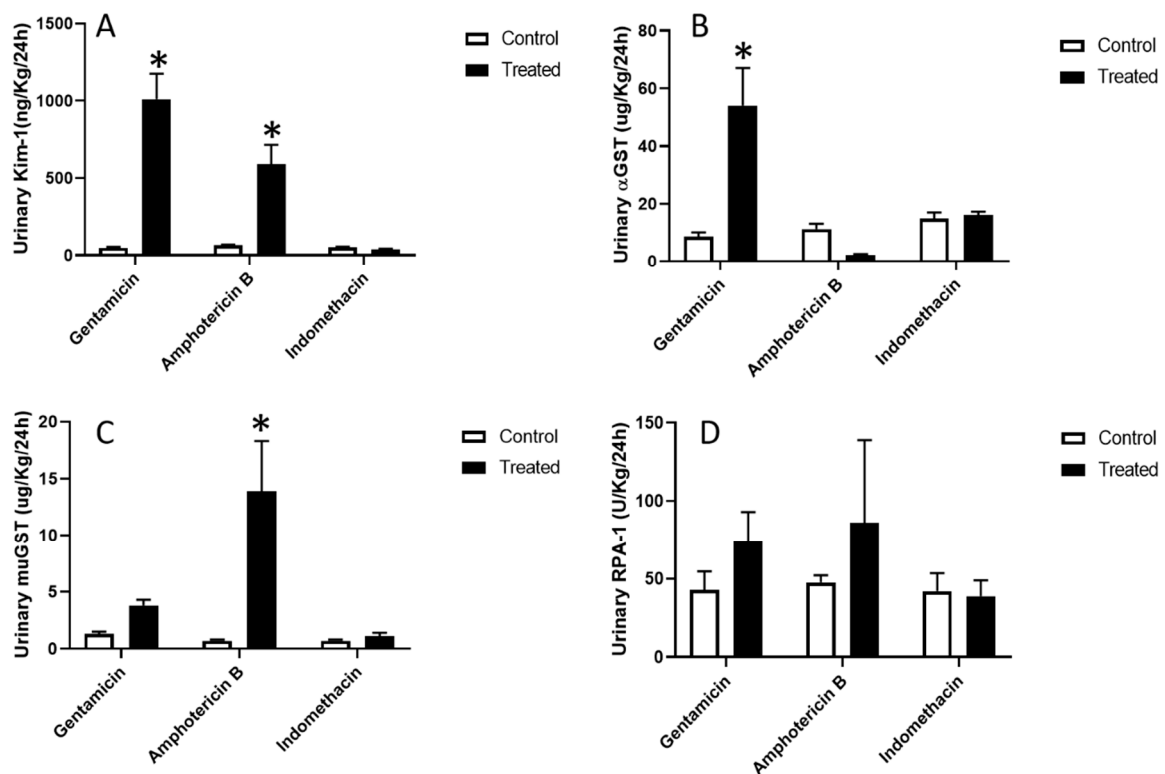 A
Urinary Kim-1(ng/Kg/24h)
1500
1000
500
0
*
*
Control
Treated
Gentamicin
Amphotericin B
Indomethacin
B
Urinary αGST (ug/Kg/24h)
80
60
40
20
0
*
Control
Treated
Gentamicin
Amphotericin B
Indomethacin
C
Urinary muGST (ug/Kg/24h)
20
15
10
5
0
*
Control
Treated
Gentamicin
Amphotericin B
Indomethacin
D
Urinary RPA-1 (U/Kg/24h)
150
100
50
0
Control
Treated
Gentamicin
Amphotericin B
Indomethacin